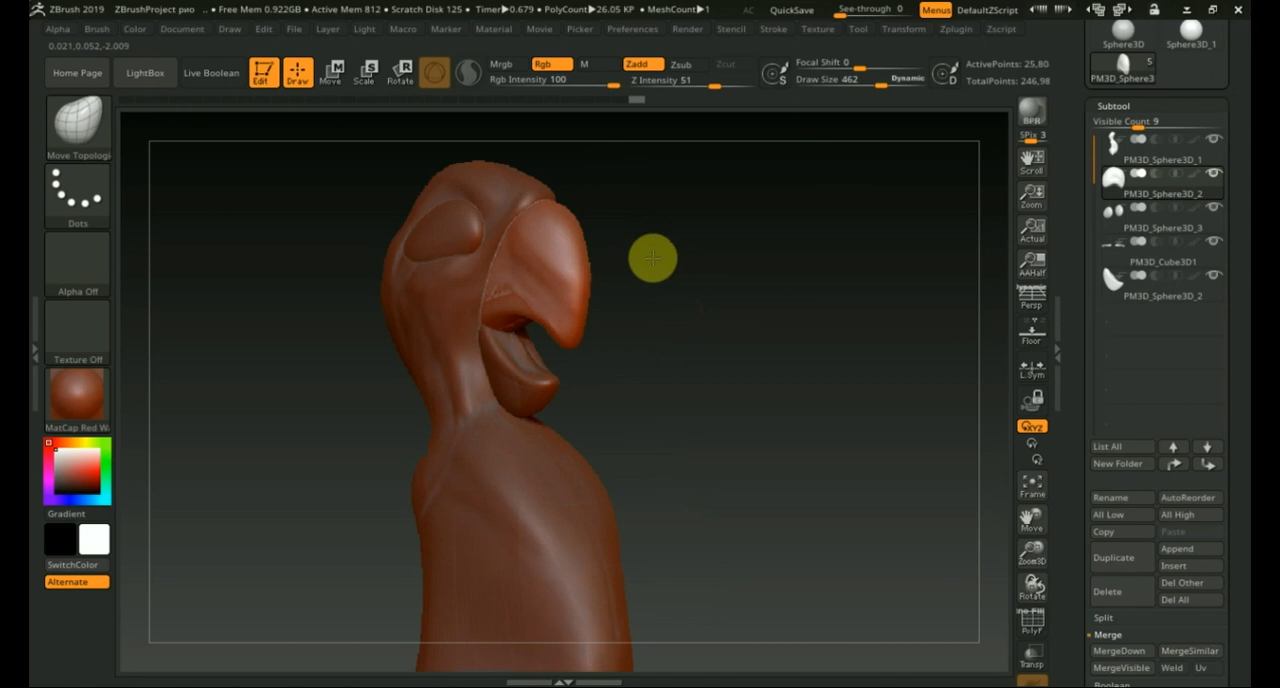 ZBrush 2019 ZBrushProject рио .. • Free Mem 0.922GB • Active Mem 812 • Scratch Disk 125 • Timer▶0.679 • PolyCount▶26.05 KP • MeshCount▶1 AC QuickSave See-through 0 Menus DefaultZScript
Alpha Brush Color Document Draw Edit File Layer Light Macro Marker Material Movie Picker Preferences Render Stencil Stroke Texture Tool Transform Zplugin Zscript
0.021,0.052,-2.009
Home Page LightBox Live Boolean Edit Draw Move Scale Rotate
Mrgb Rgb M Zadd Zsub Zcut
Rgb Intensity 100 Z Intensity 51
Focal Shift 0
Draw Size 462 Dynamic
ActivePoints: 25,80
TotalPoints: 246,98
Move Topologi
Dots
Alpha Off
Texture Off
MatCap Red W
Gradient
SwitchColor
Alternate
BPR
SPix 3
Scroll
Zoom
Actual
AAHalf
Dynamic
Persp
Floor
L.Sym
XYZ
Frame
Move
Zoom3D
Rotate
PolyF
Transp
Sphere3D Sphere3D_1
5
PM3D_Sphere3
Subtool
Visible Count 9
PM3D_Sphere3D_1
PM3D_Sphere3D_2
PM3D_Sphere3D_3
PM3D_Cube3D1
PM3D_Sphere3D_2
List All
New Folder
Rename AutoReorder
All Low All High
Copy Paste
Duplicate Append
Insert
Delete Del Other
Del All
Split
Merge
MergeDown MergeSimilar
MergeVisible Weld Uv
Boolean